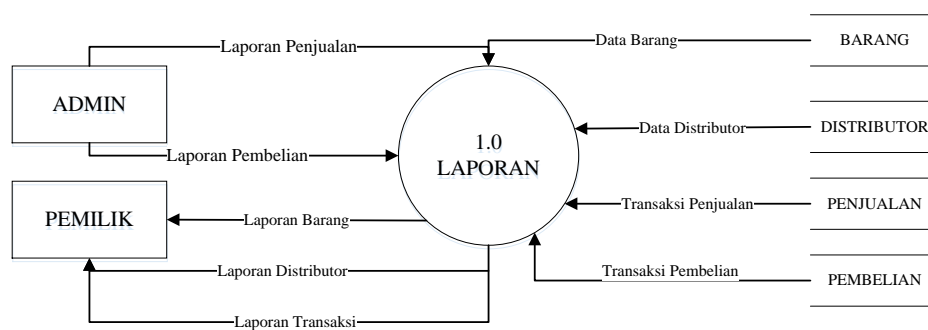 Laporan Penjualan
Data Barang
BARANG
ADMIN
Data Distributor
DISTRIBUTOR
1.0
LAPORAN
Laporan Pembelian
PEMILIK
Laporan Barang
Transaksi Penjualan
PENJUALAN
Laporan Distributor
Transaksi Pembelian
PEMBELIAN
Laporan Transaksi